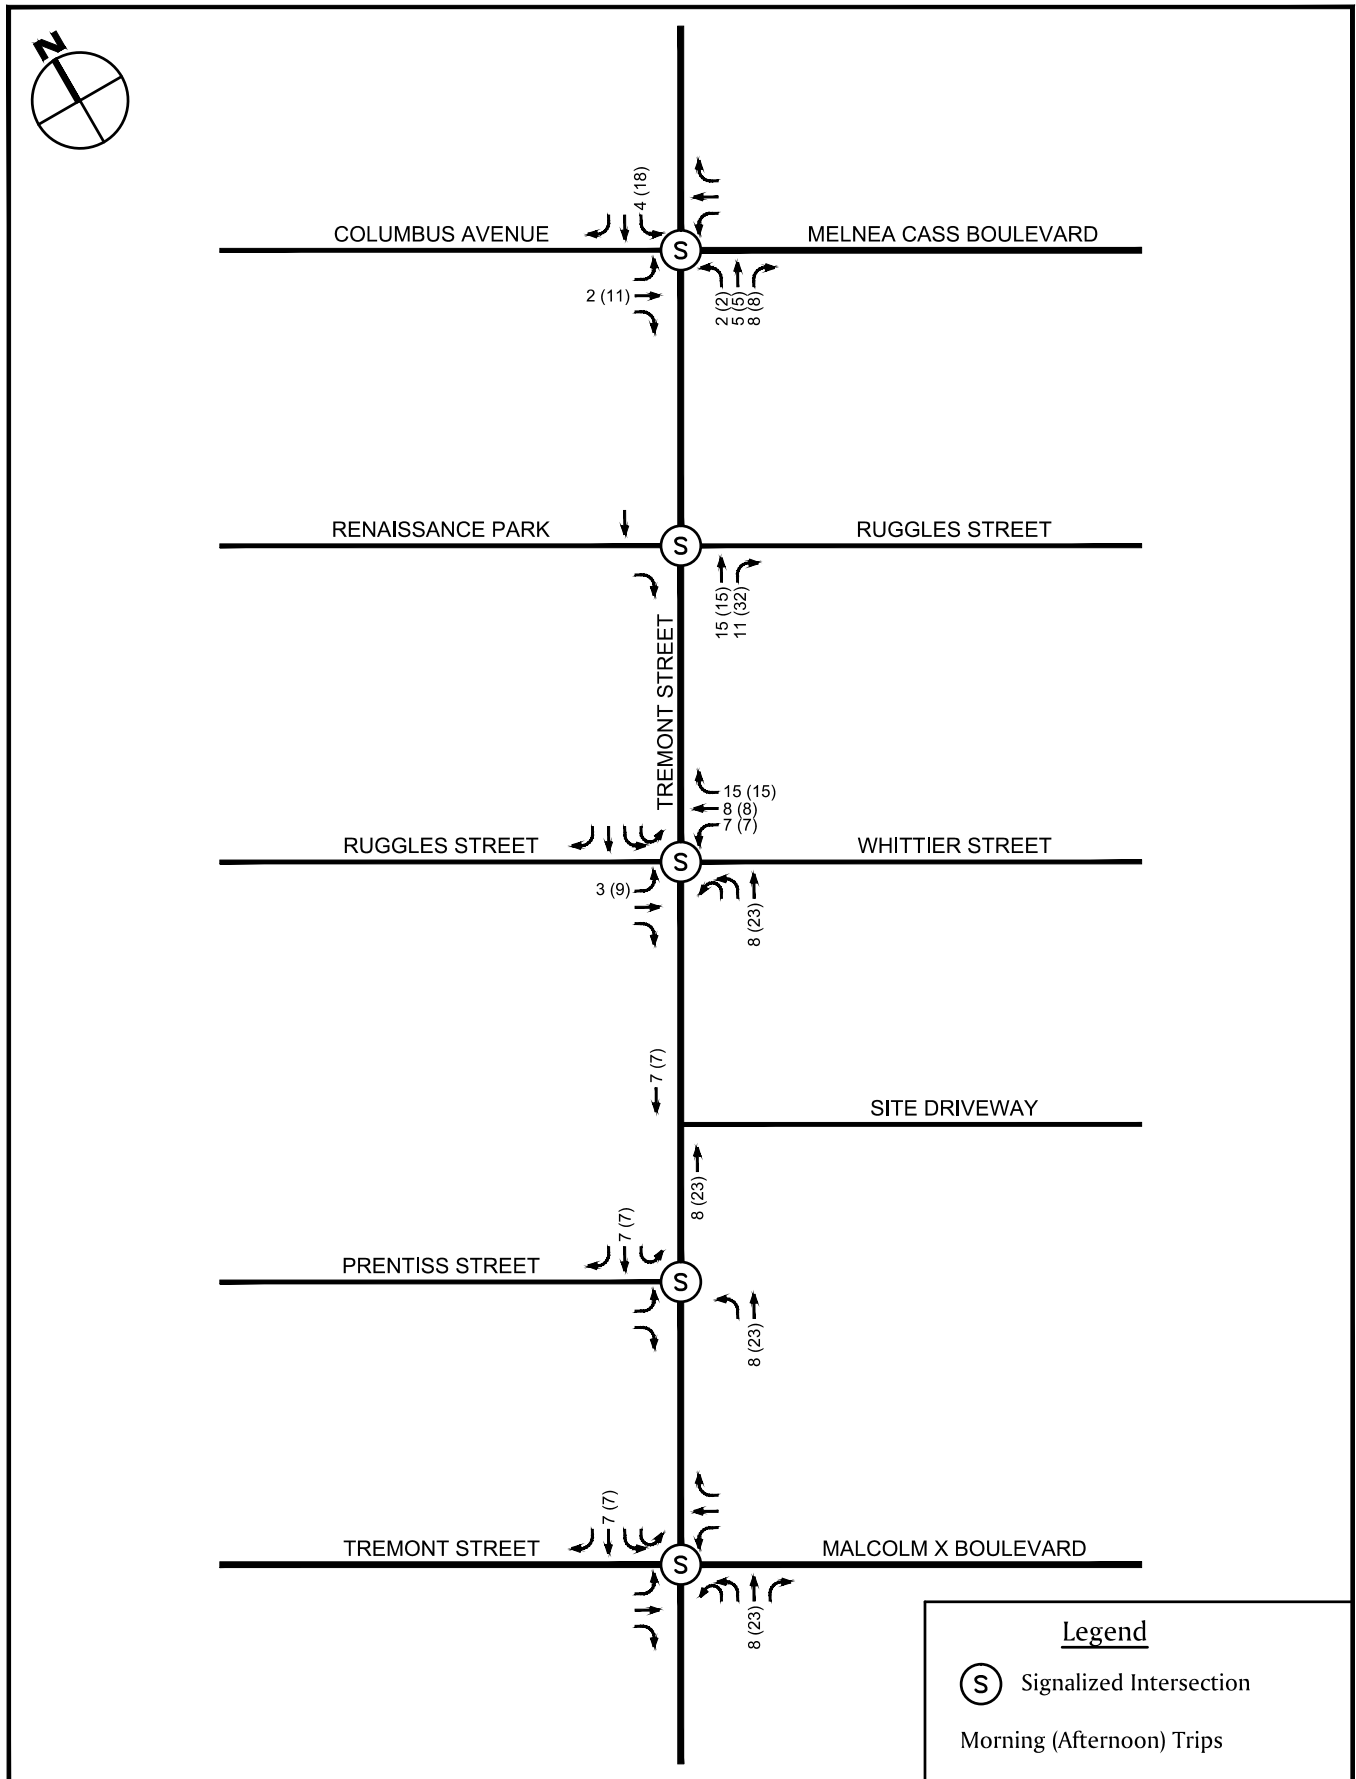 N
4 (18)
COLUMBUS AVENUE
MELNEA CASS BOULEVARD
S
2 (11)
2 (2)
5 (5)
8 (8)
RENAISSANCE PARK
RUGGLES STREET
S
15 (15)
11 (32)
TREMONT STREET
15 (15)
8 (8)
7 (7)
RUGGLES STREET
WHITTIER STREET
S
3 (9)
8 (23)
7 (7)
SITE DRIVEWAY
8 (23)
7 (7)
PRENTISS STREET
S
8 (23)
7 (7)
TREMONT STREET
MALCOLM X BOULEVARD
S
8 (23)
Legend
S Signalized Intersection
Morning (Afternoon) Trips